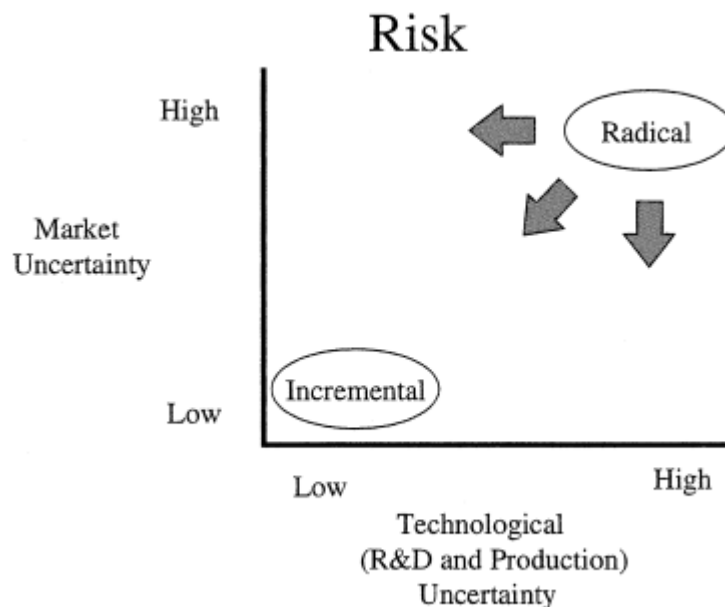 Risk
High
Radical
Market
Uncertainty
Incremental
Low
Low
High
Technological
(R&D and Production)
Uncertainty